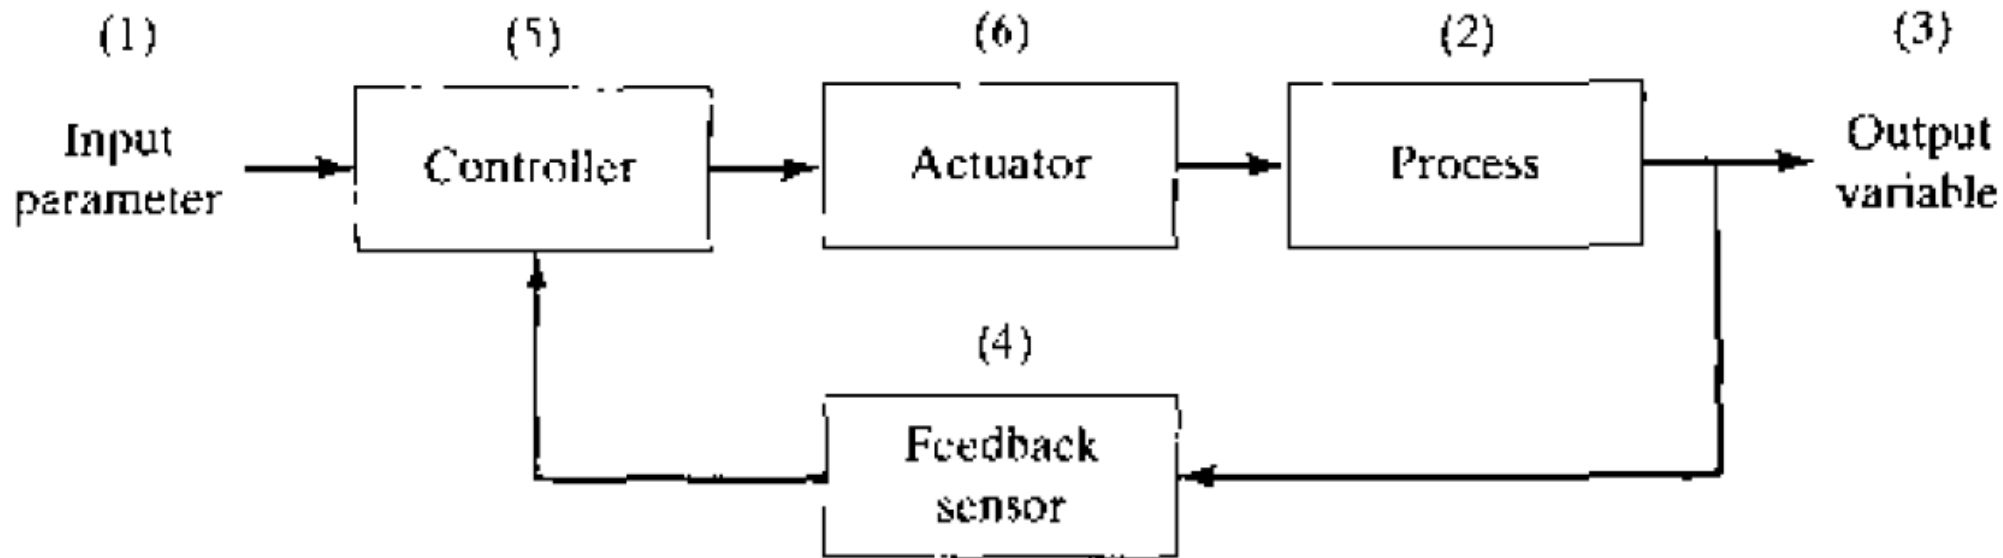 (1)
(5)
(6)
(2)
(3)
Input
parameter
Controller
Actuator
Process
Output
variable
(4)
Feedback
sensor